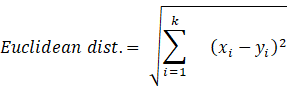 Euclidean dist. = √∑_{i=1}^{k} (x_i − y_i)^2